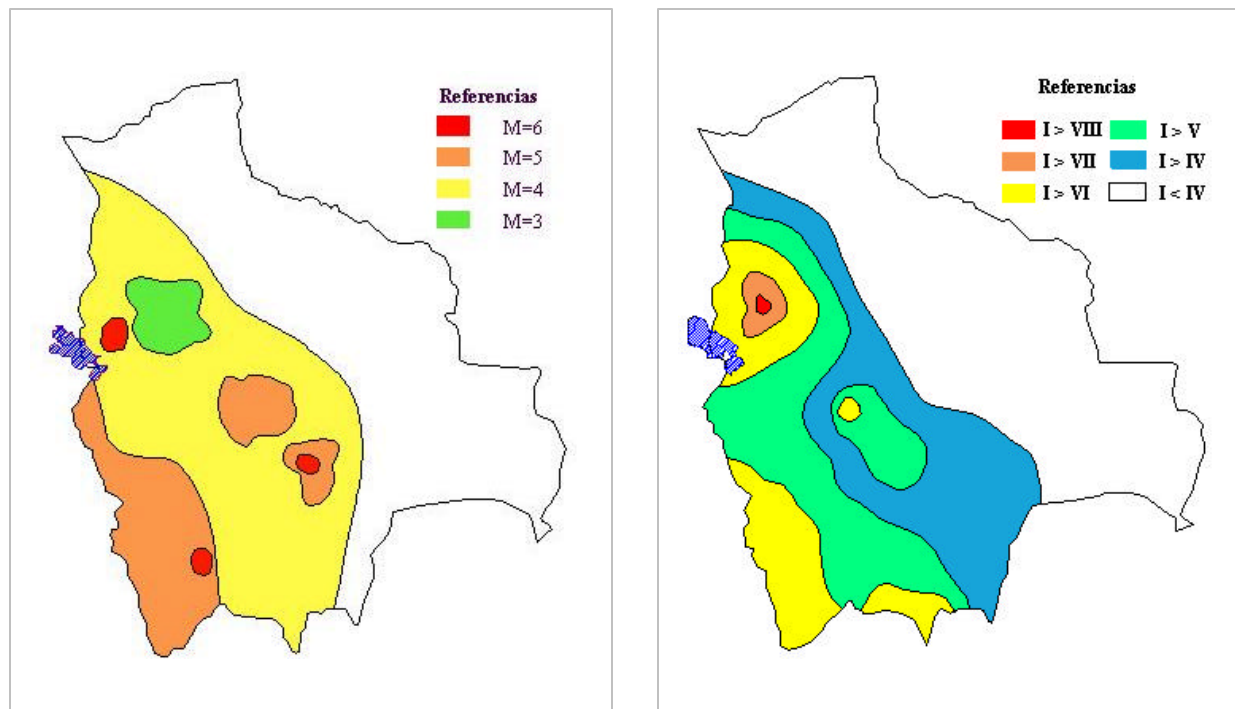 Referencias
M=6
M=5
M=4
M=3
Referencias
I > VIII I > V
I > VII I > IV
I > VI I < IV